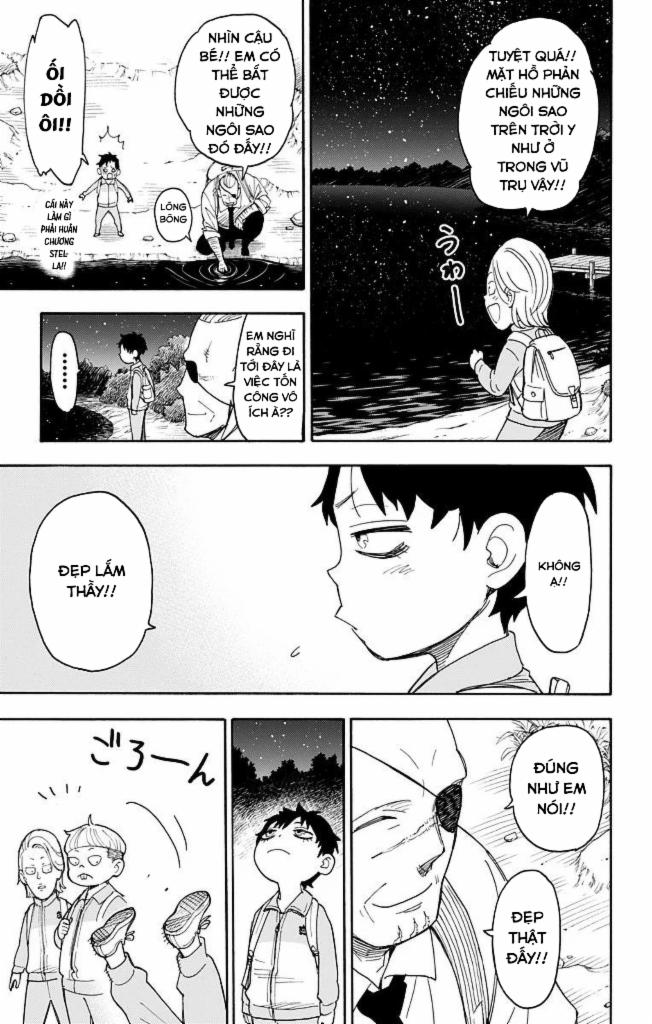 TUYỆT QUÁ!!
MẶT HỒ PHẢN
CHIẾU NHỮNG
NGÔI SAO
TRÊN TRỜI Y
NHƯ Ở
TRONG VŨ
TRỤ VẬY!!
うわー
NHÌN CẬU
BÉ!! EM CÓ
THỂ BẮT
ĐƯỢC
NHỮNG
NGÔI SAO
ĐÓ ĐẤY!!
LÕNG
BÕNG
ỐI
DỒI
ÔI!!
CÁI NÀY
LÀM GÌ
PHẢI HUÂN
CHƯƠNG
STEL-
LA!!
EM NGHĨ
RẰNG ĐI
TỚI ĐÂY LÀ
VIỆC TỐN
CÔNG VÔ
ÍCH À??
......
KHÔNG
Ạ!!
ĐẸP LẮM
THẦY!!
ĐÚNG
NHƯ EM
NÓI!!
ĐẸP
THẬT
ĐẤY!!
ごろーん